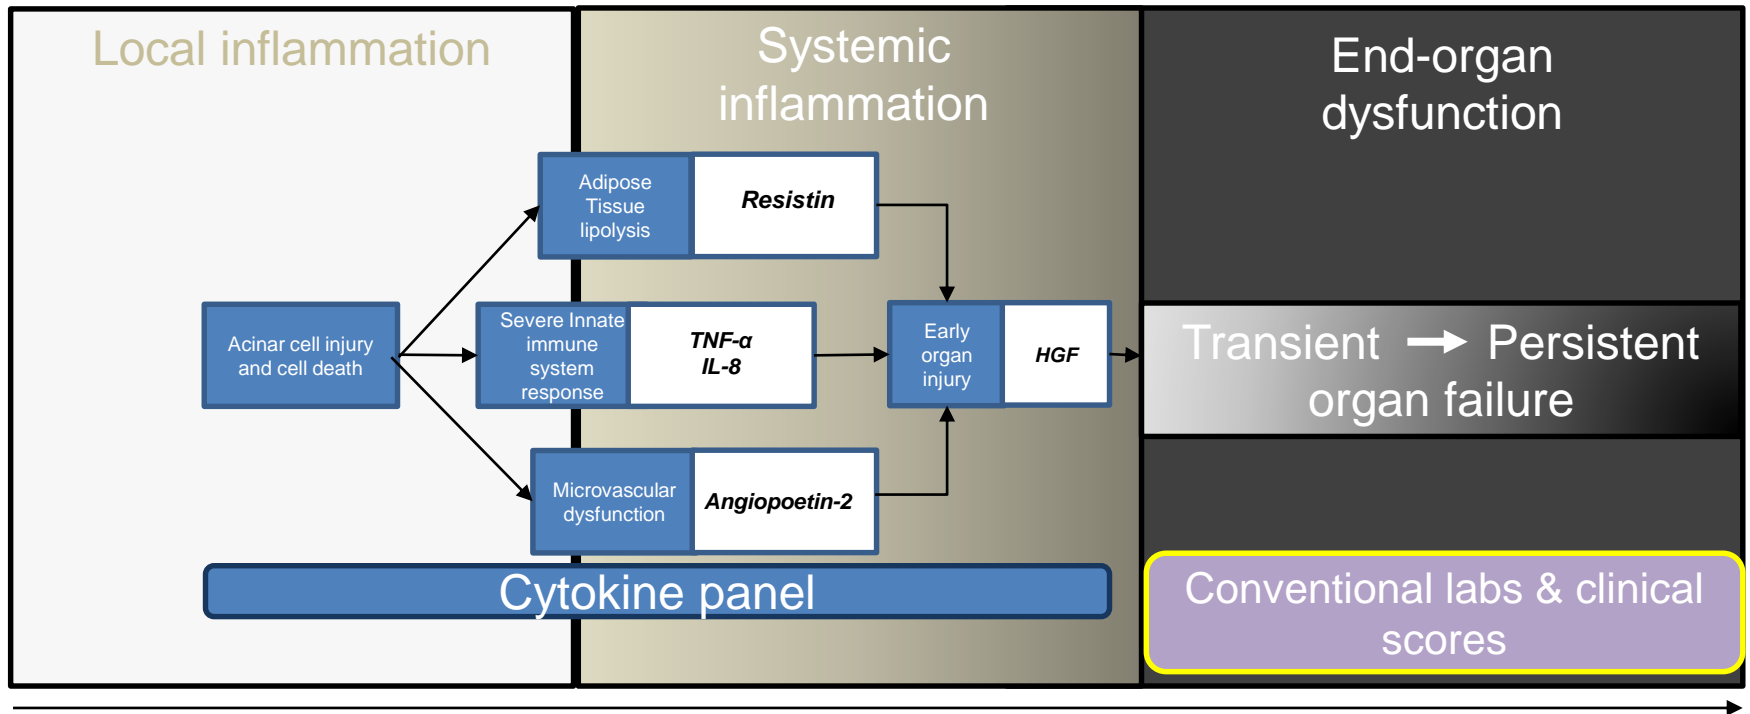 Local inflammation
Systemic
inflammation
End-organ
dysfunction
Adipose
Tissue
lipolysis
Resistin
Acinar cell injury
and cell death
Severe Innate
immune
system
response
TNF-α
IL-8
Early
organ
injury
HGF
Transient → Persistent
organ failure
Microvascular
dysfunction
Angiopoetin-2
Cytokine panel
Conventional labs & clinical
scores